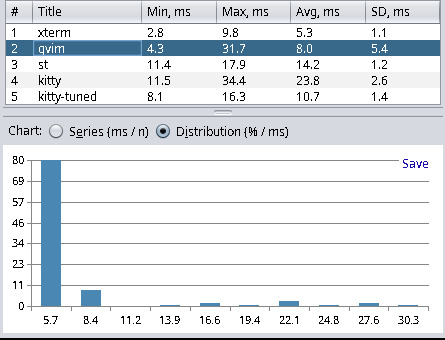 # Title Min, ms Max, ms Avg, ms SD, ms
1 xterm 2.8 9.8 5.3 1.1
2 gvim 4.3 31.7 8.0 5.4
3 st 11.4 17.9 14.2 1.2
4 kitty 11.5 34.4 23.8 2.6
5 kitty-tuned 8.1 16.3 10.7 1.4
Chart: Series (ms / n) Distribution (% / ms)
Save
80
69
57
46
34
23
11
0
5.7 8.4 11.2 13.9 16.6 19.4 22.1 24.8 27.6 30.3